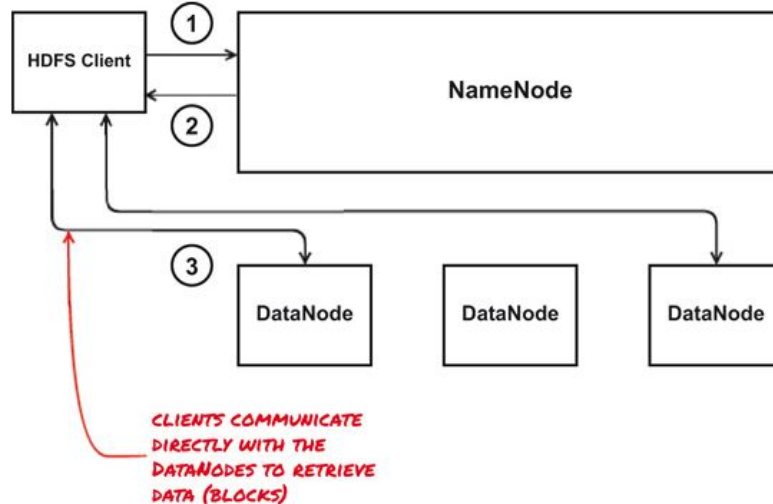 1
HDFS Client
NameNode
2
3
DataNode
DataNode
DataNode
CLIENTS COMMUNICATE
DIRECTLY WITH THE
DATANODES TO RETRIEVE
DATA (BLOCKS)